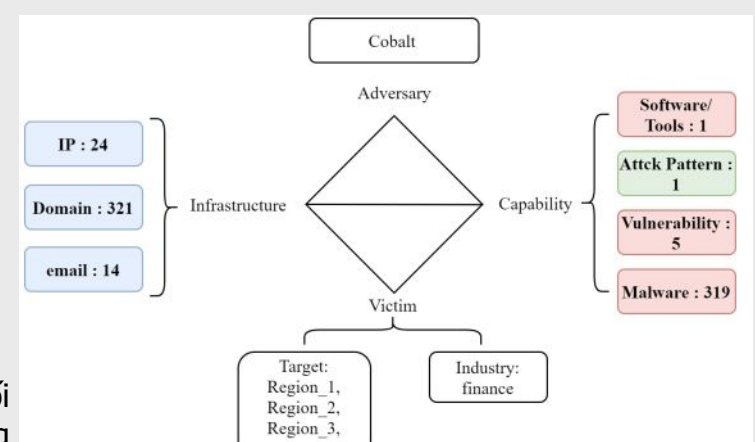 Cobalt
Adversary
IP : 24
Domain : 321
email : 14
Infrastructure
Capability
Software/
Tools : 1
Attck Pattern :
1
Vulnerability :
5
Malware : 319
Victim
Target:
Region_1,
Region_2,
Region_3,
Industry:
finance